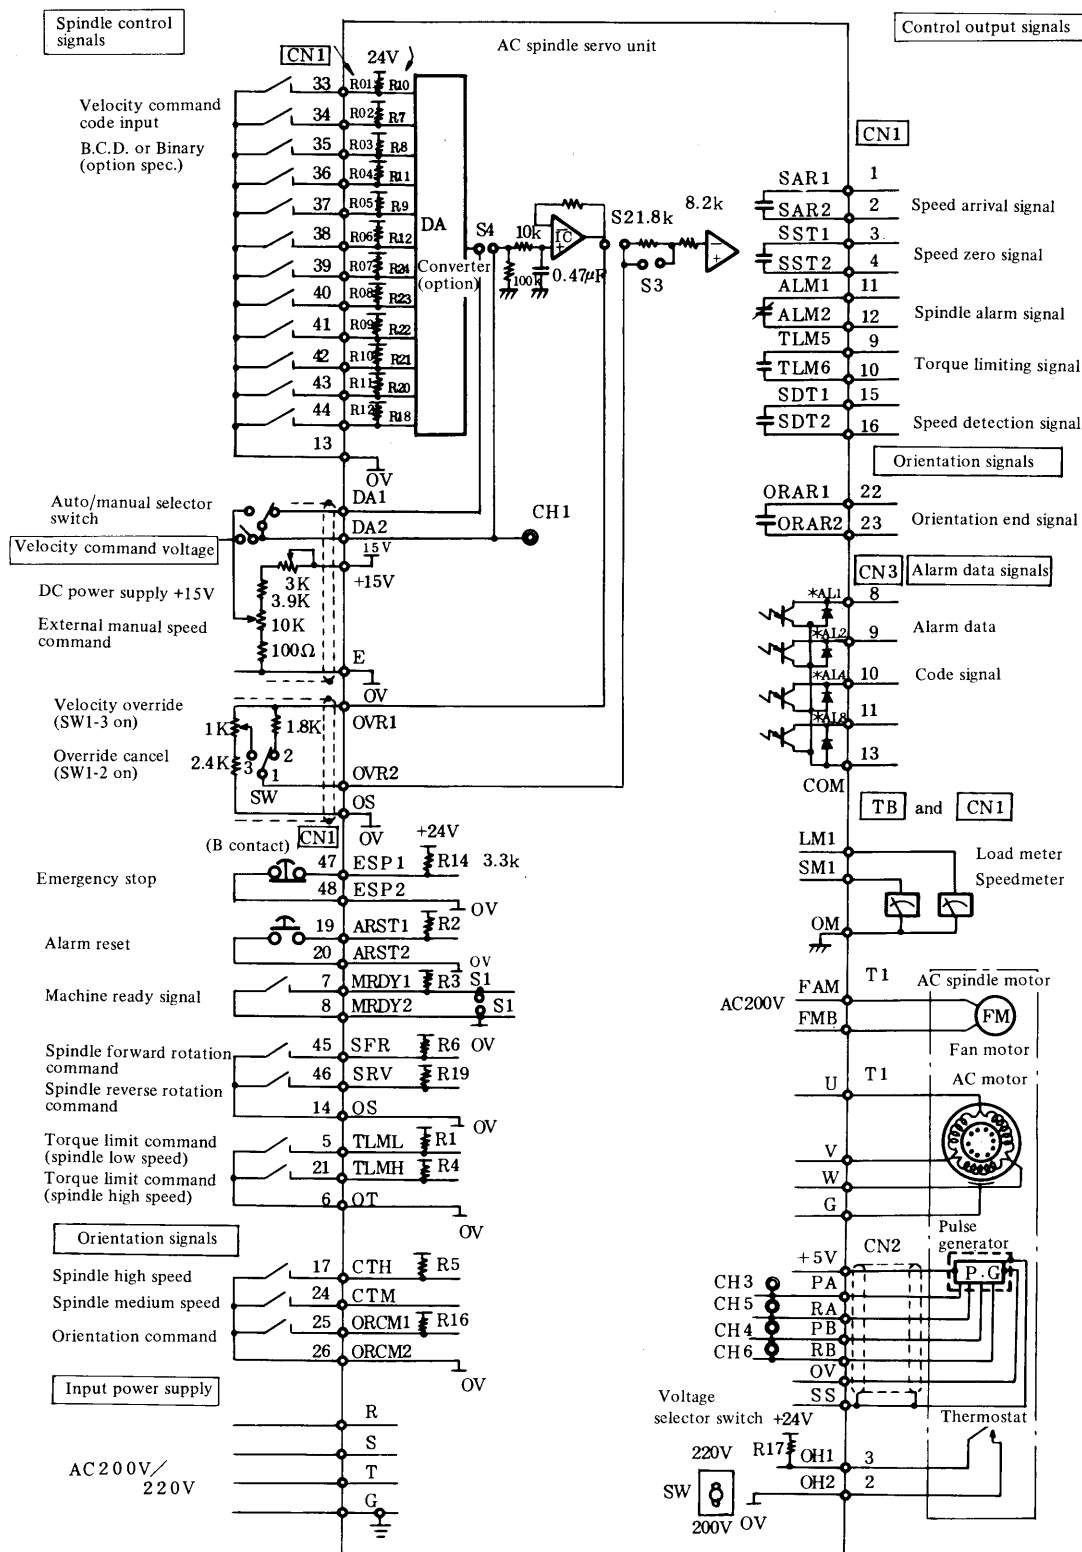 Spindle control
signals
AC spindle servo unit
Control output signals
CN1
24V
Velocity command
code input
B.C.D. or Binary
(option spec.)
33 R01 R10
34 R02 R7
35 R03 R8
36 R04 R11
37 R05 R9
38 R06 R12
39 R07 R24
40 R08 R23
41 R09 R22
42 R10 R21
43 R11 R20
44 R12 R18
13
0V
DA
Converter
(option)
S4
10k
IC
100k
0.47μF
S2 1.8k
8.2k
S3
CN1
SAR1 1
SAR2 2
Speed arrival signal
SST1 3
SST2 4
Speed zero signal
ALM1 11
ALM2 12
Spindle alarm signal
TLM5 9
TLM6 10
Torque limiting signal
SDT1 15
SDT2 16
Speed detection signal
Orientation signals
ORAR1 22
ORAR2 23
Orientation end signal
Auto/manual selector
switch
Velocity command voltage
DC power supply +15V
External manual speed
command
DA1
DA2
CH1
15V
+15V
3K
3.9K
10K
100Ω
E
0V
CN3 Alarm data signals
*AL1 8
*AL2 9
*AL4 10
*AL8 11
13
COM
Alarm data
Code signal
Velocity override
(SW1-3 on)
Override cancel
(SW1-2 on)
1K
1.8K
2.4K
3
2
1
SW
OVR1
OVR2
OS
0V
TB and CN1
LM1
SM1
OM
Load meter
Speedmeter
(B contact)
CN1
+24V
Emergency stop
47 ESP1 R14 3.3k
48 ESP2 0V
Alarm reset
19 ARST1 R2
20 ARST2 0V
Machine ready signal
7 MRDY1 R3 S1
8 MRDY2 S1
0V
Spindle forward rotation
command
45 SFR R6
Spindle reverse rotation
command
46 SRV R19
14 OS 0V
Torque limit command
(spindle low speed)
5 TLML R1
Torque limit command
(spindle high speed)
21 TLMH R4
6 OT
0V
Orientation signals
Spindle high speed
17 CTH R5
Spindle medium speed
24 CTM
Orientation command
25 ORCM1 R16
26 ORCM2
0V
Input power supply
AC200V/
220V
R
S
T
G
AC200V
FAM
FMB
T1
AC spindle motor
FM
Fan motor
T1
AC motor
U
V
W
G
Pulse
generator
P.G
CN2
+5V
CH3 PA
CH5 RA
CH4 PB
CH6 RB
0V
SS
Voltage
selector switch
+24V
Thermostat
220V
SW
200V
R17
OH1 3
OH2 2
0V